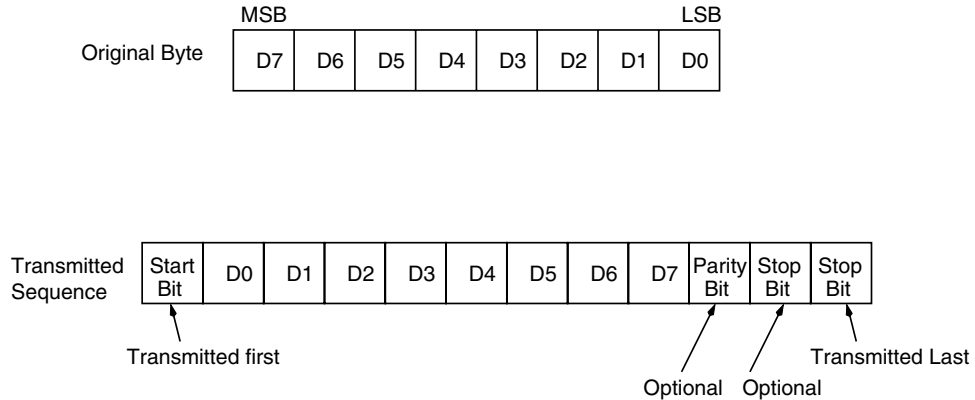 MSB LSB
Original Byte D7 D6 D5 D4 D3 D2 D1 D0
Transmitted Sequence
Start Bit D0 D1 D2 D3 D4 D5 D6 D7 Parity Bit Stop Bit Stop Bit
Transmitted first Transmitted Last
Optional Optional